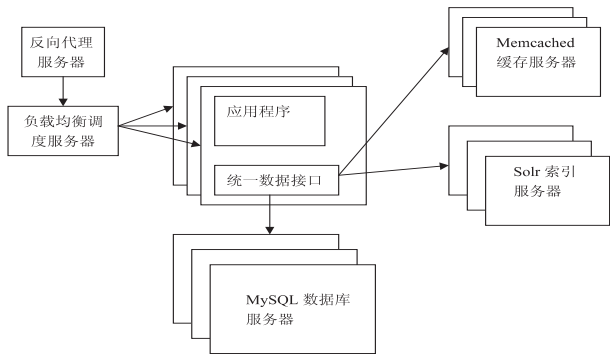 反向代理
服务器
负载均衡调
度服务器
应用程序
统一数据接口
Memcached
缓存服务器
Solr 索引
服务器
MySQL 数据库
服务器